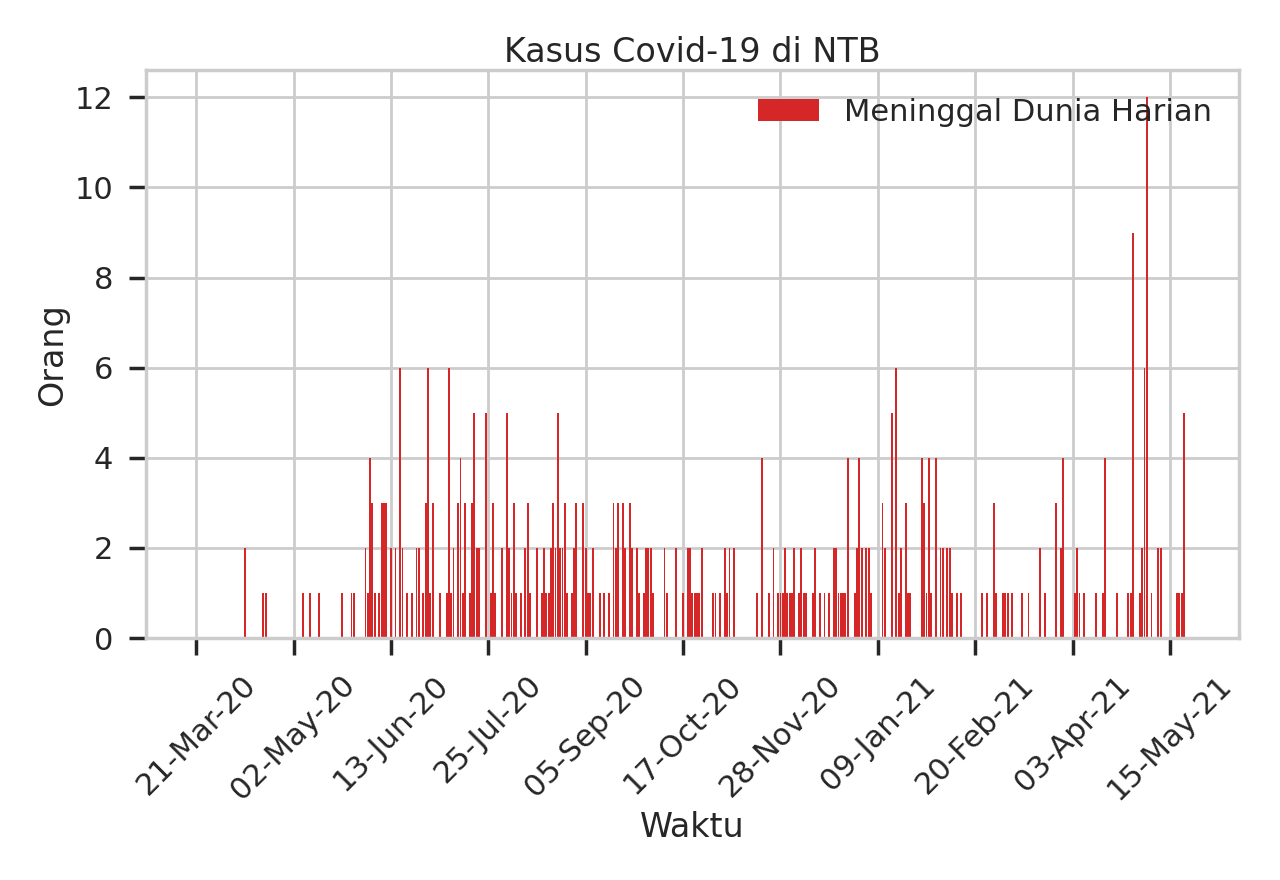 Kasus Covid-19 di NTB
Meninggal Dunia Harian
Orang
12
10
8
6
4
2
0
21-Mar-20
02-May-20
13-Jun-20
25-Jul-20
05-Sep-20
17-Oct-20
28-Nov-20
09-Jan-21
20-Feb-21
03-Apr-21
15-May-21
Waktu